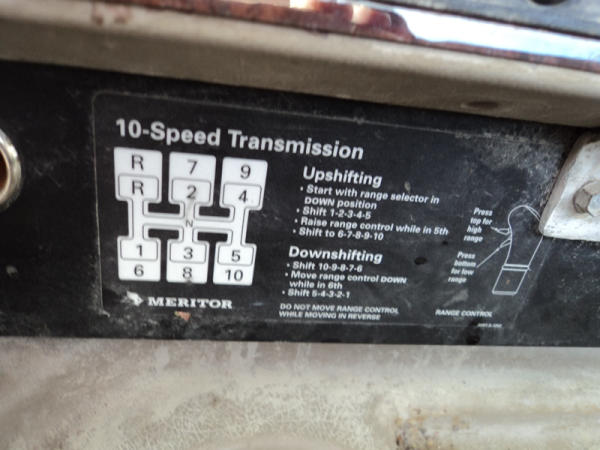 10-Speed Transmission
R 7 9
R 2 4
N
1 3 5
6 8 10
MERITOR
Upshifting
• Start with range selector in
DOWN position
• Shift 1-2-3-4-5
• Raise range control while in 5th
• Shift to 6-7-8-9-10
Downshifting
• Shift 10-9-8-7-6
• Move range control DOWN
while in 6th
• Shift 5-4-3-2-1
DO NOT MOVE RANGE CONTROL
WHILE MOVING IN REVERSE
Press
top for
high
range
Press
bottom
for low
range
RANGE CONTROL